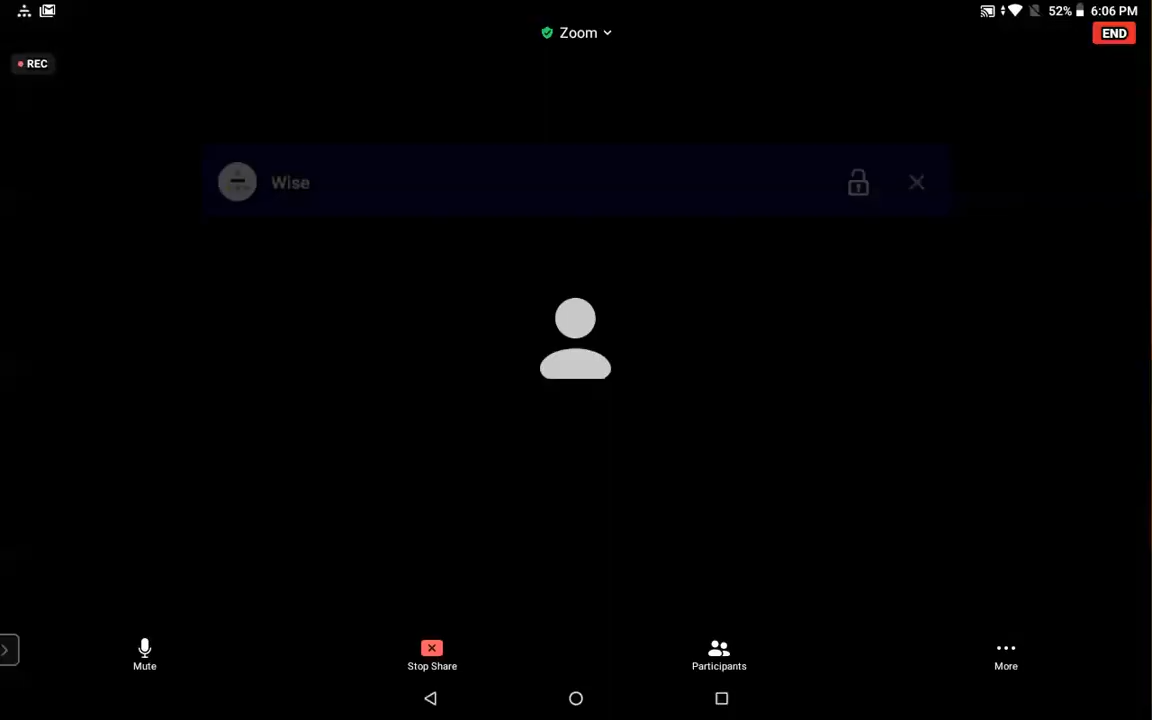 52% 6:06 PM
Zoom
END
REC
Wise
Mute
Stop Share
Participants
More